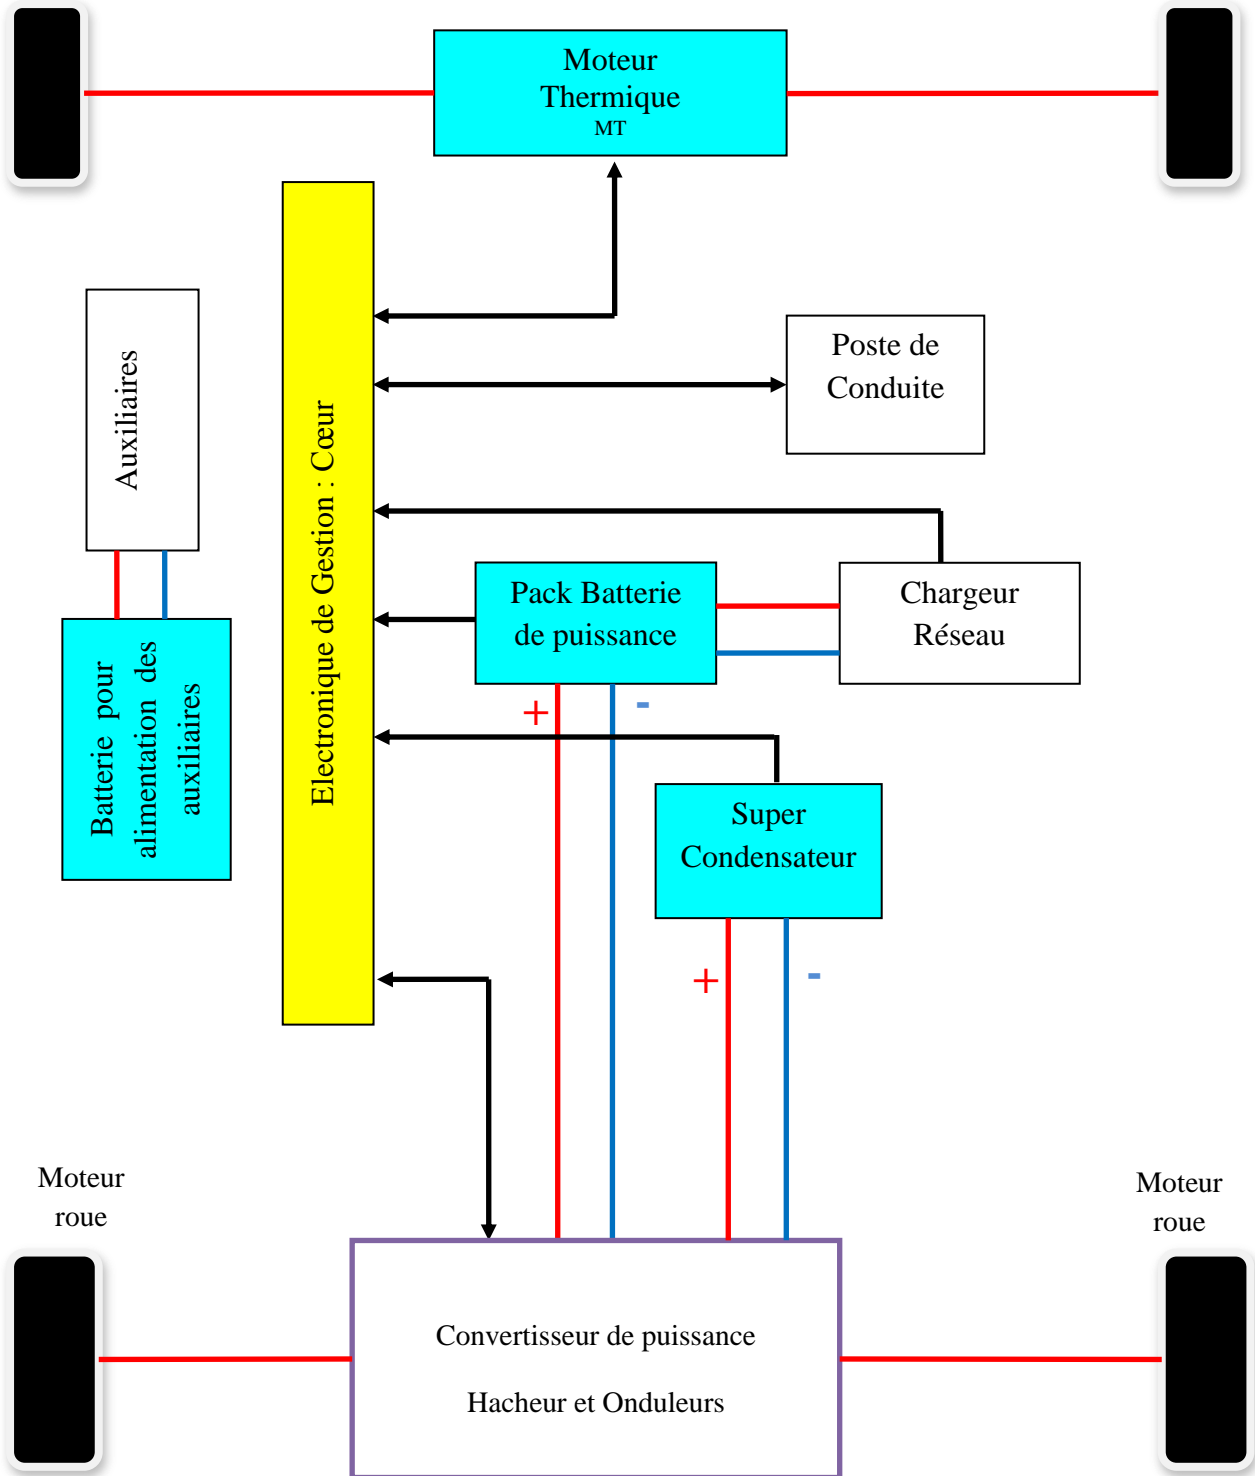 Moteur
Thermique
MT
Auxiliaires
Poste de
Conduite
Electronique de Gestion : Cœur
Pack Batterie
de puissance
Chargeur
Réseau
Batterie pour
alimentation des
auxiliaires
+
-
Super
Condensateur
+
-
Moteur
roue
Moteur
roue
Convertisseur de puissance
Hacheur et Onduleurs